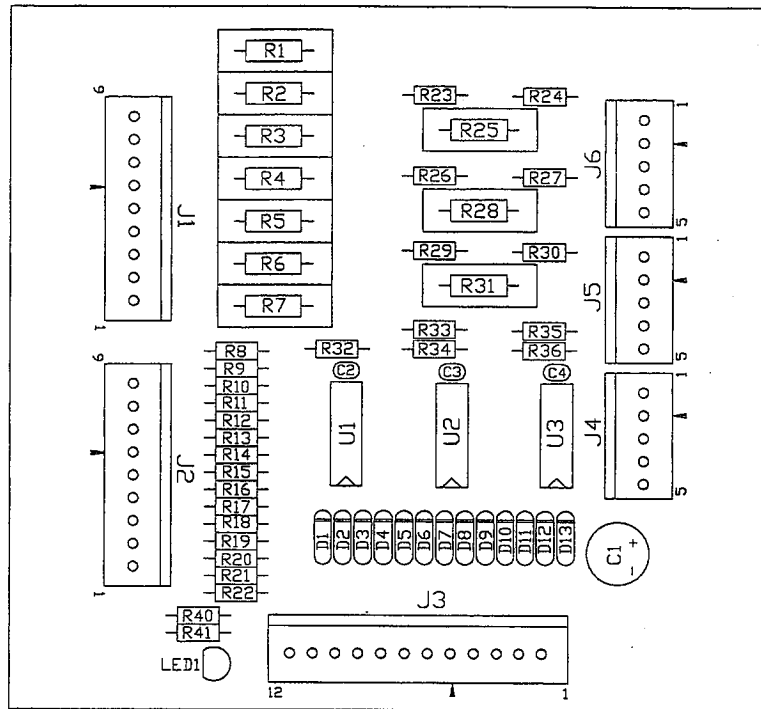 R1
R2
R3
R4
R5
R6
R7
9
J1
1
R23
R24
R25
R26
R27
R28
R29
R30
R31
R33
R35
R34
R36
R32
1
J6
5
1
J5
5
1
J4
5
9
J2
1
R8
R9
R10
R11
R12
R13
R14
R15
R16
R17
R18
R19
R20
R21
R22
C2
C3
C4
U1
U2
U3
D1
D2
D3
D4
D5
D6
D7
D8
D9
D10
D11
D12
D13
C1
+
-
R40
R41
LED1
J3
12
1